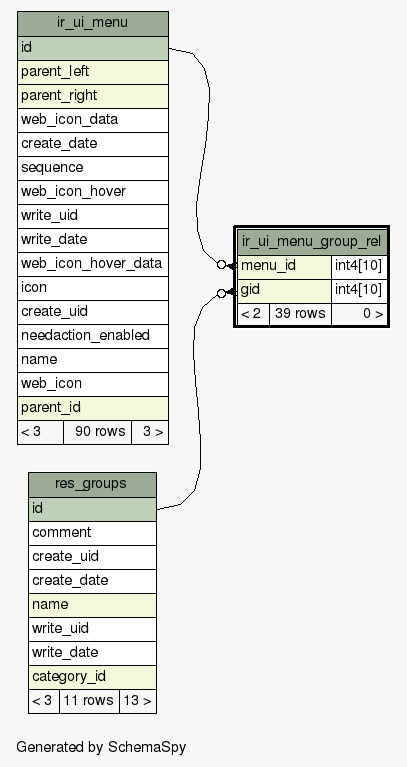 ir_ui_menu
id
parent_left
parent_right
web_icon_data
create_date
sequence
web_icon_hover
write_uid
write_date
web_icon_hover_data
icon
create_uid
needaction_enabled
name
web_icon
parent_id
< 3 90 rows 3 >
ir_ui_menu_group_rel
menu_id int4[10]
gid int4[10]
< 2 39 rows 0 >
res_groups
id
comment
create_uid
create_date
name
write_uid
write_date
category_id
< 3 11 rows 13 >
Generated by SchemaSpy